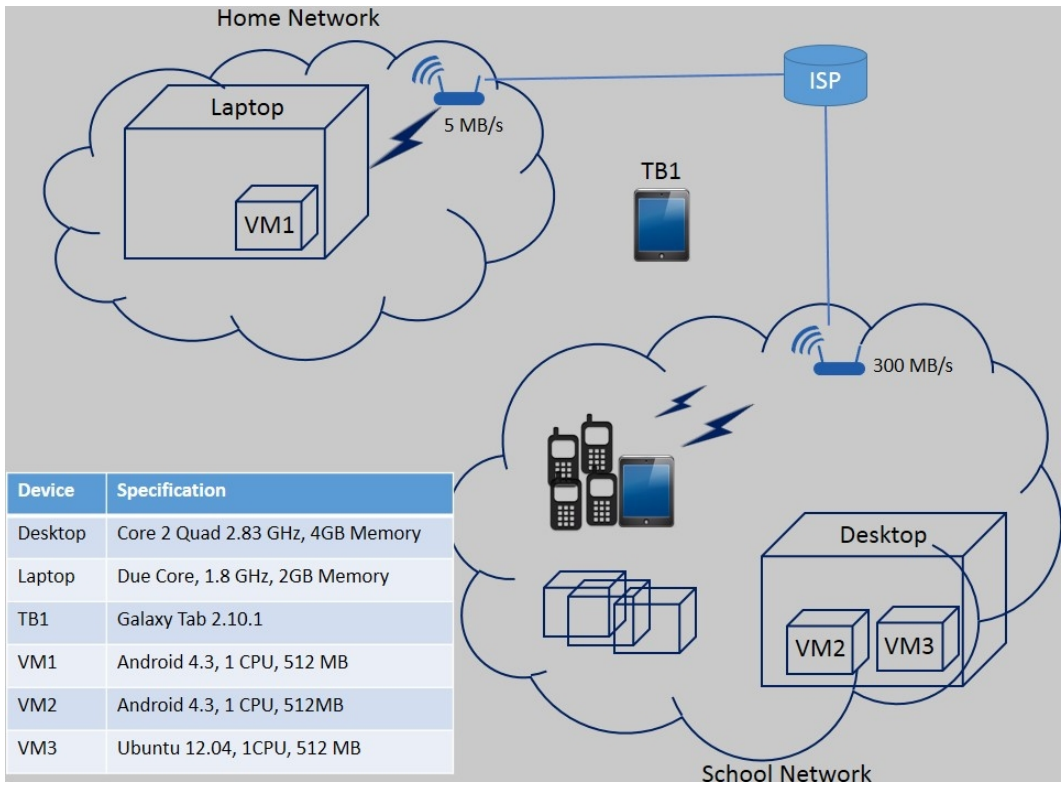 Home Network
Laptop
VM1
5 MB/s
ISP
TB1
300 MB/s
Desktop
VM2
VM3
School Network
Device Specification
Desktop Core 2 Quad 2.83 GHz, 4GB Memory
Laptop Due Core, 1.8 GHz, 2GB Memory
TB1 Galaxy Tab 2.10.1
VM1 Android 4.3, 1 CPU, 512 MB
VM2 Android 4.3, 1 CPU, 512MB
VM3 Ubuntu 12.04, 1CPU, 512 MB